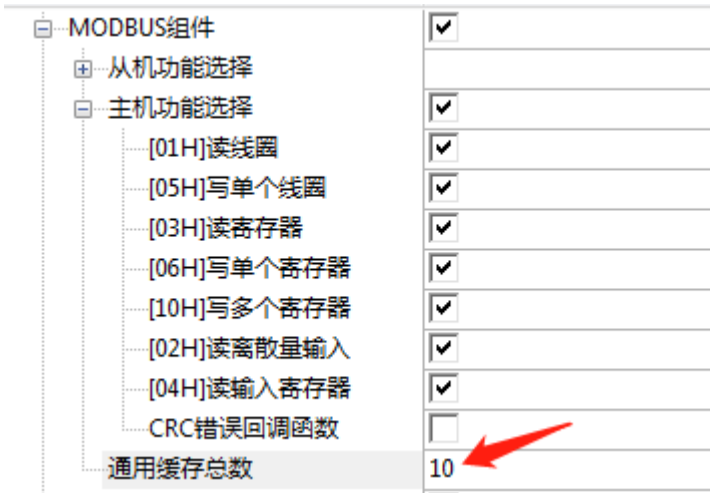 MODBUS组件
从机功能选择
主机功能选择
[01H]读线圈
[05H]写单个线圈
[03H]读寄存器
[06H]写单个寄存器
[10H]写多个寄存器
[02H]读离散量输入
[04H]读输入寄存器
CRC错误回调函数
通用缓存总数 10